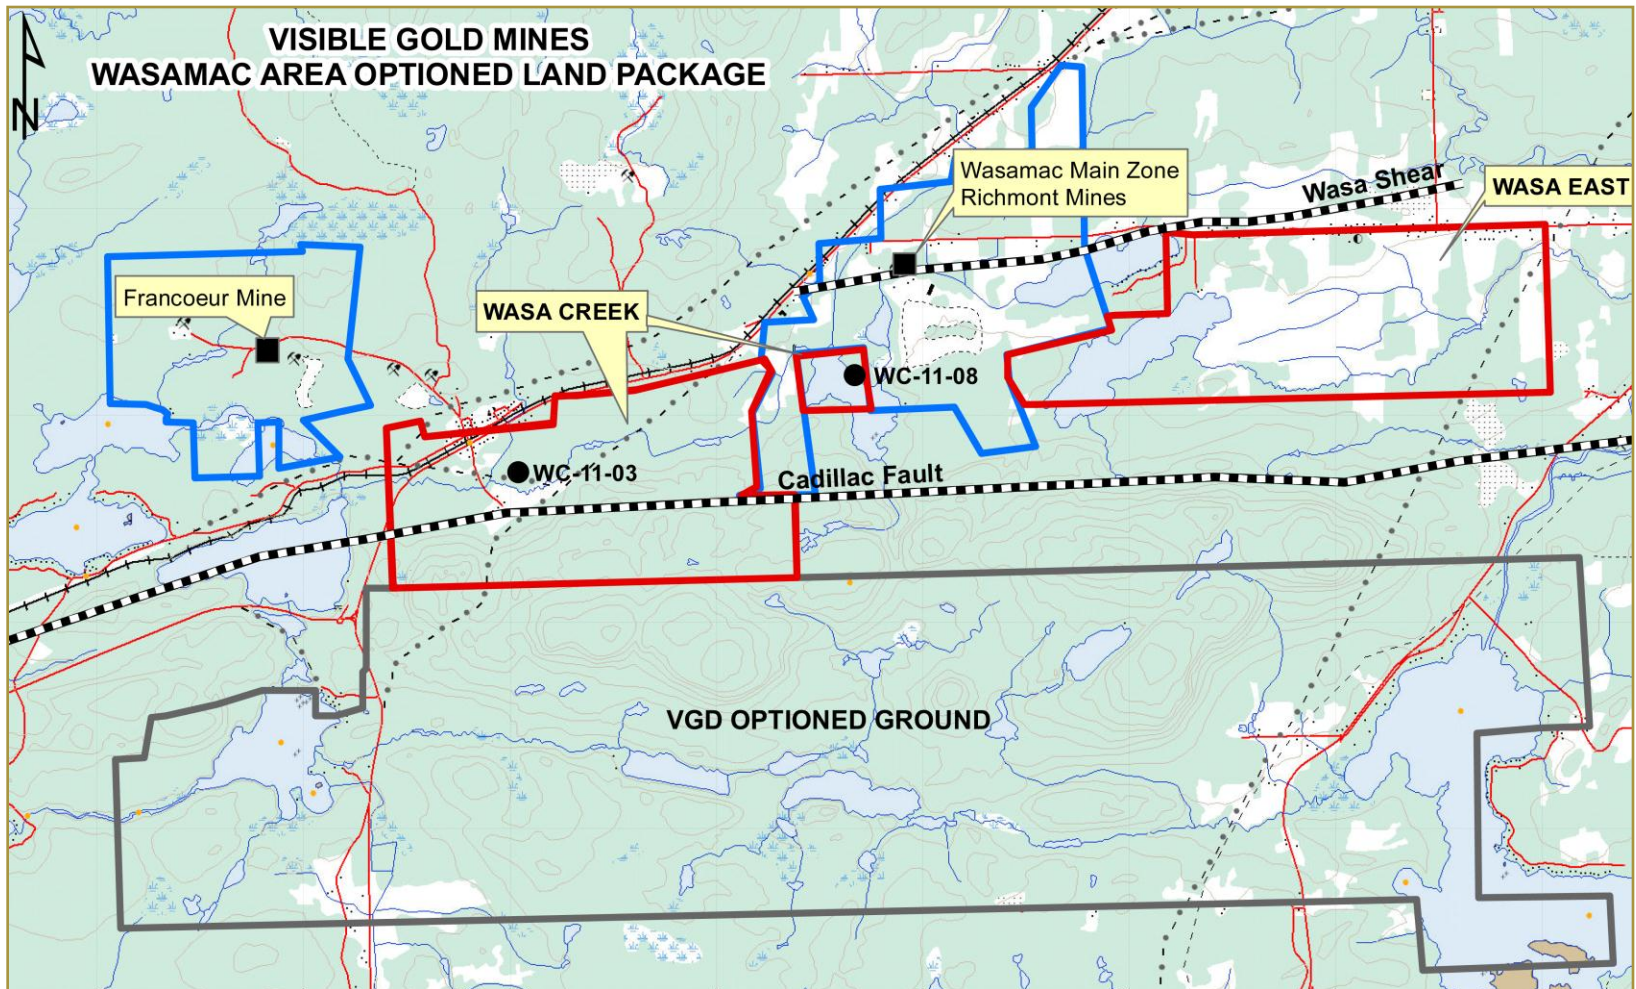 VISIBLE GOLD MINES
WASAMAC AREA OPTIONED LAND PACKAGE
N
Wasamac Main Zone
Richmont Mines
Wasa Shear
WASA EAST
Francoeur Mine
WASA CREEK
WC-11-08
WC-11-03
Cadillac Fault
VGD OPTIONED GROUND